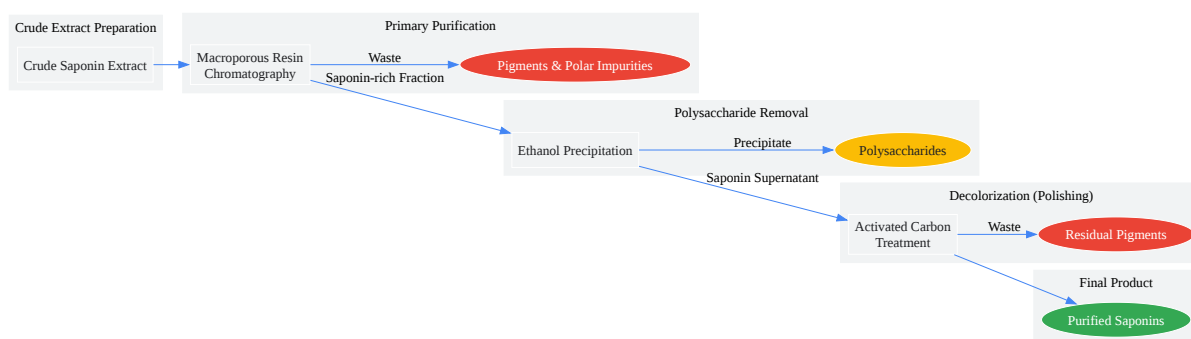 Crude Extract Preparation
Crude Saponin Extract
Primary Purification
Macroporous Resin
Chromatography
Waste
Saponin-rich Fraction
Pigments & Polar Impurities
Polysaccharide Removal
Ethanol Precipitation
Precipitate
Saponin Supernatant
Polysaccharides
Decolorization (Polishing)
Activated Carbon
Treatment
Waste
Residual Pigments
Final Product
Purified Saponins